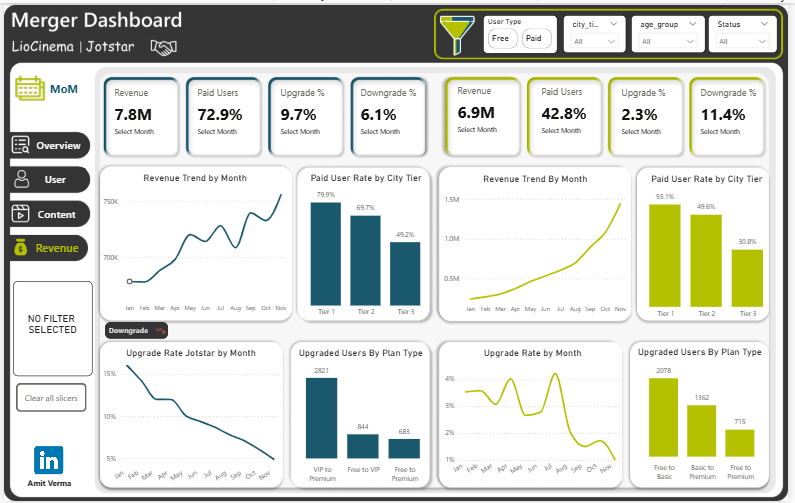 Merger Dashboard
LioCinema | Jotstar
User Type
Free
Paid
city_ti...
All
age_group
All
Status
All
MoM
Overview
User
Content
Revenue
NO FILTER
SELECTED
Clear all slicers
in
Amit Verma
Revenue
7.8M
Select Month
Paid Users
72.9%
Select Month
Upgrade %
9.7%
Select Month
Downgrade %
6.1%
Select Month
Revenue
6.9M
Select Month
Paid Users
42.8%
Select Month
Upgrade %
2.3%
Select Month
Downgrade %
11.4%
Select Month
Revenue Trend by Month
750K
700K
Jan Feb Mar Apr May Jun Jul Aug Sep Oct Nov
Paid User Rate by City Tier
79.9%
69.7%
49.2%
Tier 1 Tier 2 Tier 3
Revenue Trend By Month
1.5M
1.0M
0.5M
Jan Feb Mar Apr May Jun Jul Aug Sep Oct Nov
Paid User Rate by City Tier
55.1%
49.6%
30.8%
Tier 1 Tier 2 Tier 3
Downgrade
Upgrade Rate Jotstar by Month
15%
10%
5%
Jan Feb Mar Apr May Jun Jul Aug Sep Oct Nov
Upgraded Users By Plan Type
2821
844
683
VIP to Premium
Free to VIP
Free to Premium
Upgrade Rate by Month
4%
3%
2%
1%
Jan Feb Mar Apr May Jun Jul Aug Sep Oct Nov
Upgraded Users By Plan Type
2078
1362
715
Free to Basic
Basic to Premium
Free to Premium